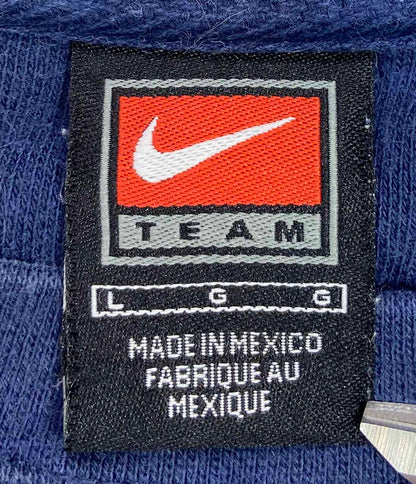 TEAM
L G G
MADE IN MEXICO
FABRIQUE AU
MEXIQUE